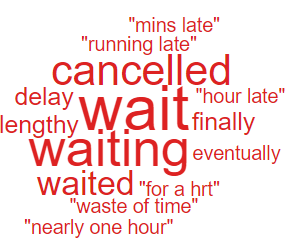 "mins late"
"running late"
cancelled
delay
wait
"hour late"
lengthy
finally
waiting
eventually
waited
"for a hrt"
"waste of time"
"nearly one hour"